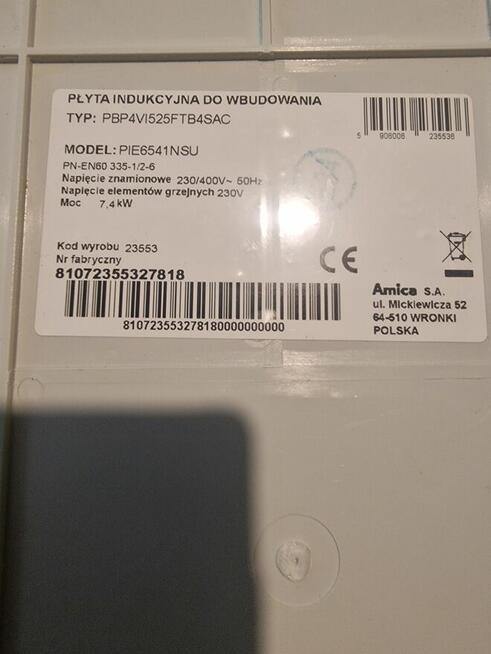 PŁYTA INDUKCYJNA DO WBUDOWANIA
TYP: PBP4VI525FTB4SAC
5 908006 235536
MODEL: PIE6541NSU
PN-EN60 335-1/2-6
Napięcie znamionowe 230/400V~ 50Hz
Napięcie elementów grzejnych 230V
Moc 7,4 kW
Kod wyrobu 23553
Nr fabryczny
81072355327818
CE
810723553278180000000000
Amica S.A.
ul. Mickiewicza 52
64-510 WRONKI
POLSKA